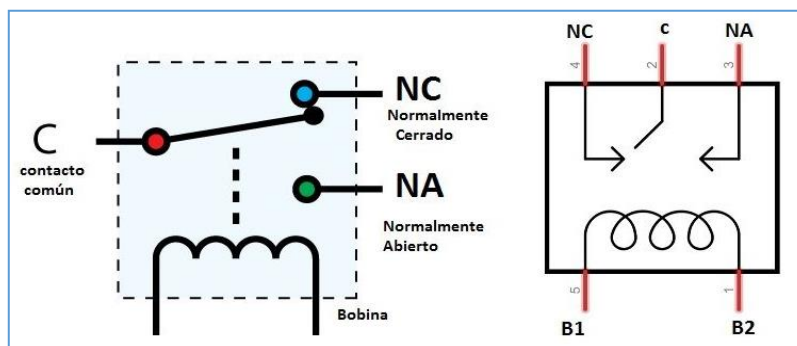 C
contacto
común
NC
Normalmente
Cerrado
NA
Normalmente
Abierto
Bobina
NC
c
NA
4
2
3
5
1
B1
B2